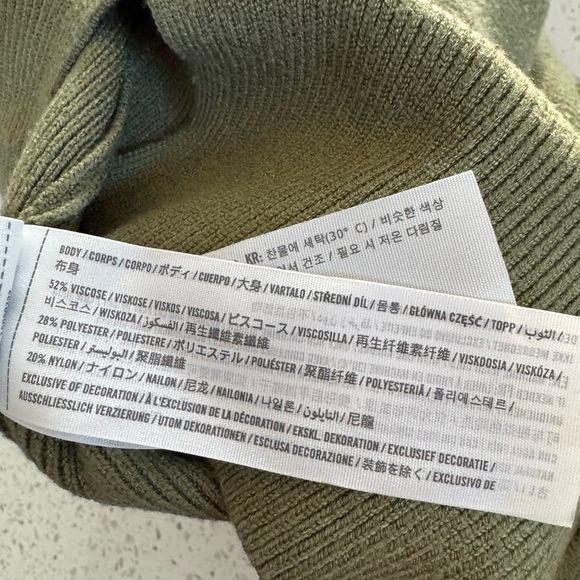 KR: 찬물에 세탁(30° C) / 비슷한 색상
건조 / 필요 시 저온 다림질
BODY / CORPS / CORPO / ボディ / CUERPO / 大身 / VARTALO / STŘEDNÍ DÍL / 몸통 / GŁÓWNA CZĘŚĆ / TOPP / الثوب /
布身
52% VISCOSE / VISKOSE / VISKOS / VISCOSA / ビスコース / VISCOSILLA / 再生纤维素纤维 / VISKOOSIA / VISKÓZA /
비스코스 / WISKOZA / الفسكوز / 再生纖維素纖維
28% POLYESTER / POLIESTERE / ポリエステル / POLIÉSTER / 聚酯纤维 / POLYESTERIÄ / 폴리에스테르 /
POLIESTER / البوليستر / 聚脂纖維
20% NYLON / ナイロン / NAILON / 尼龙 / NAILONIA / 나일론 / التايلون / 尼龍
EXCLUSIVE OF DECORATION / À L'EXCLUSION DE LA DÉCORATION / EKSKL. DEKORATION / EXCLUSIEF DECORATIE /
AUSSCHLIESSLICH VERZIERUNG / UTOM DEKORATIONEN / ESCLUSA DECORAZIONE / 装飾を除く / EXCLUSIVO DE